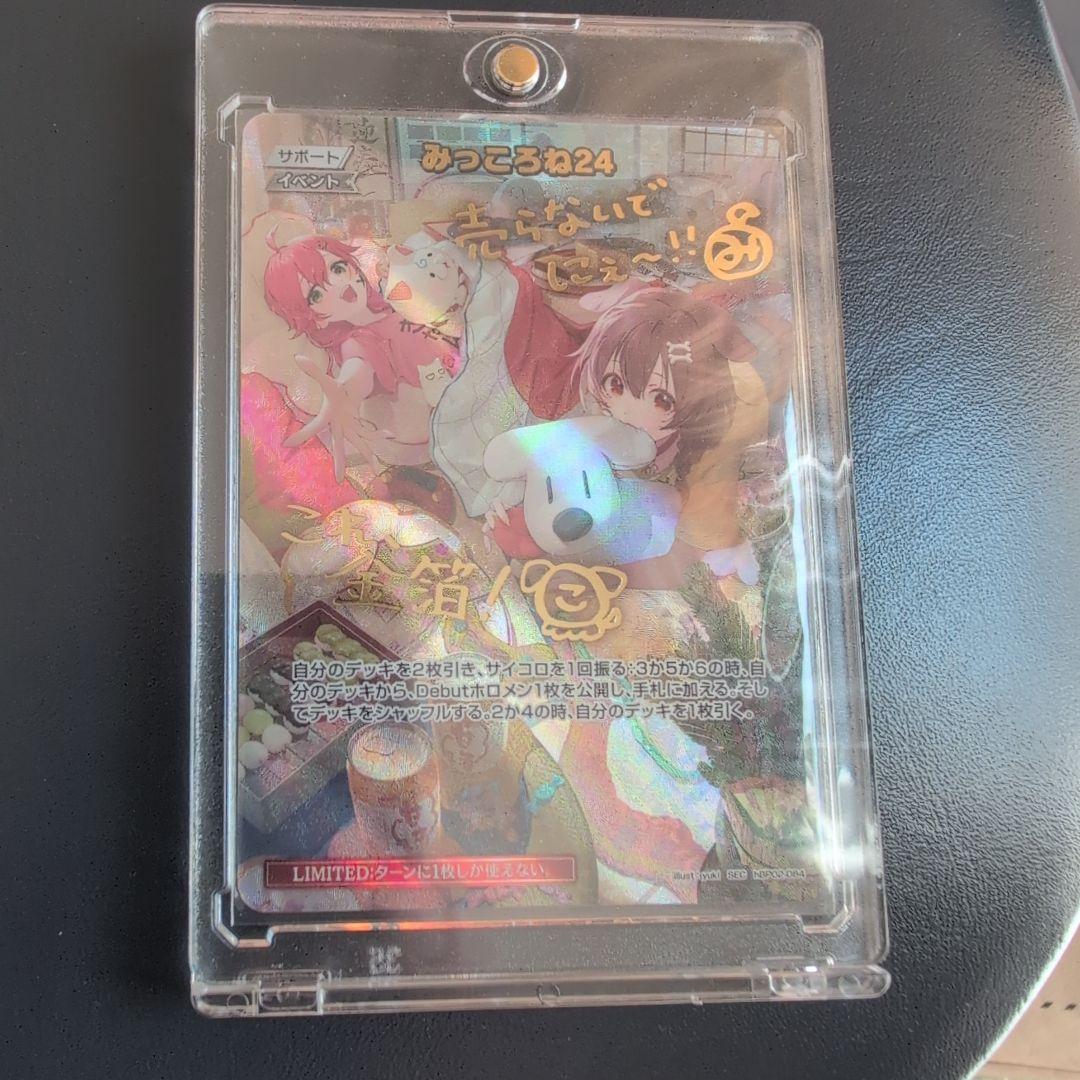 サポート
イベント
みっころね24
売らないで
にぇ〜!!
み
これ
金箔!
こ
自分のデッキを2枚引き、サイコロを1回振る:3か5か6の時、自
分のデッキから、Debutホロメン1枚を公開し、手札に加える。そし
てデッキをシャッフルする。2か4の時、自分のデッキを1枚引く。
LIMITED:ターンに1枚しか使えない。
illust yuki SEC hBP02-084